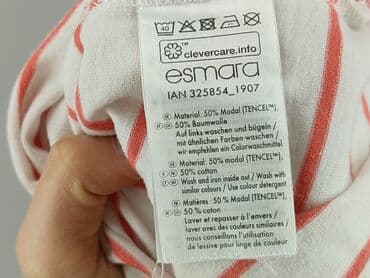 40
clevercare.info
esmara
IAN 325854_1907
Material: 50% Modal (TENCEL™),
50% Baumwolle
Auf links waschen und bügeln /
mit ähnlichen Farben waschen /
wir empfehlen ein Colorwaschmittel
Material: 50% modal (TENCEL™),
50% cotton
Wash and iron inside out / Wash with
similar colours / Use colour detergent
Matières : 50 % Modal (TENCEL™),
50 % coton
Laver et repasser à l'envers /
laver avec des couleurs similaires /
nous conseillons l'utilisation
de lessive pour linge de couleur